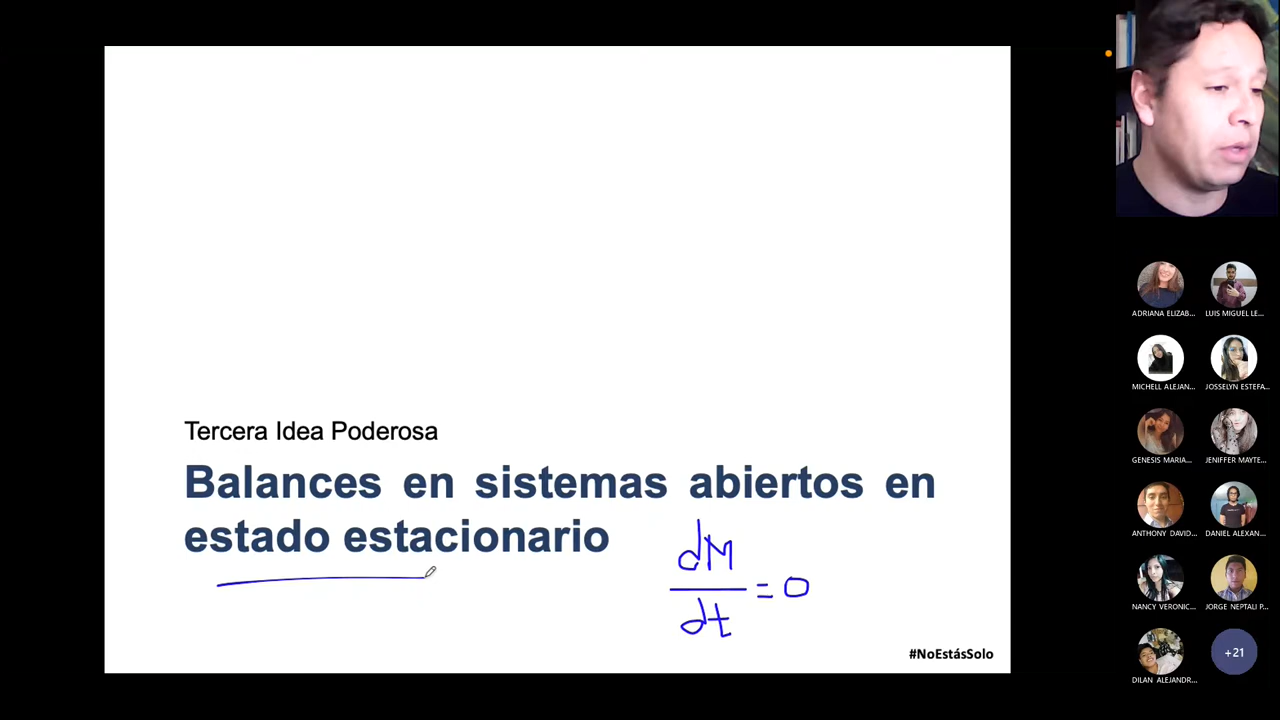 Tercera Idea Poderosa
Balances en sistemas abiertos en
estado estacionario
dM
dt
= 0
#NoEstásSolo
ADRIANA ELIZAB...
LUIS MIGUEL LE...
MICHELL ALEJAN...
JOSSELYN ESTEFA...
GENESIS MARIA...
JENIFFER MAYTE...
ANTHONY DAVID...
DANIEL ALEXAN...
NANCY VERONIC...
JORGE NEPTALI P...
DILAN ALEJANDR...
+21